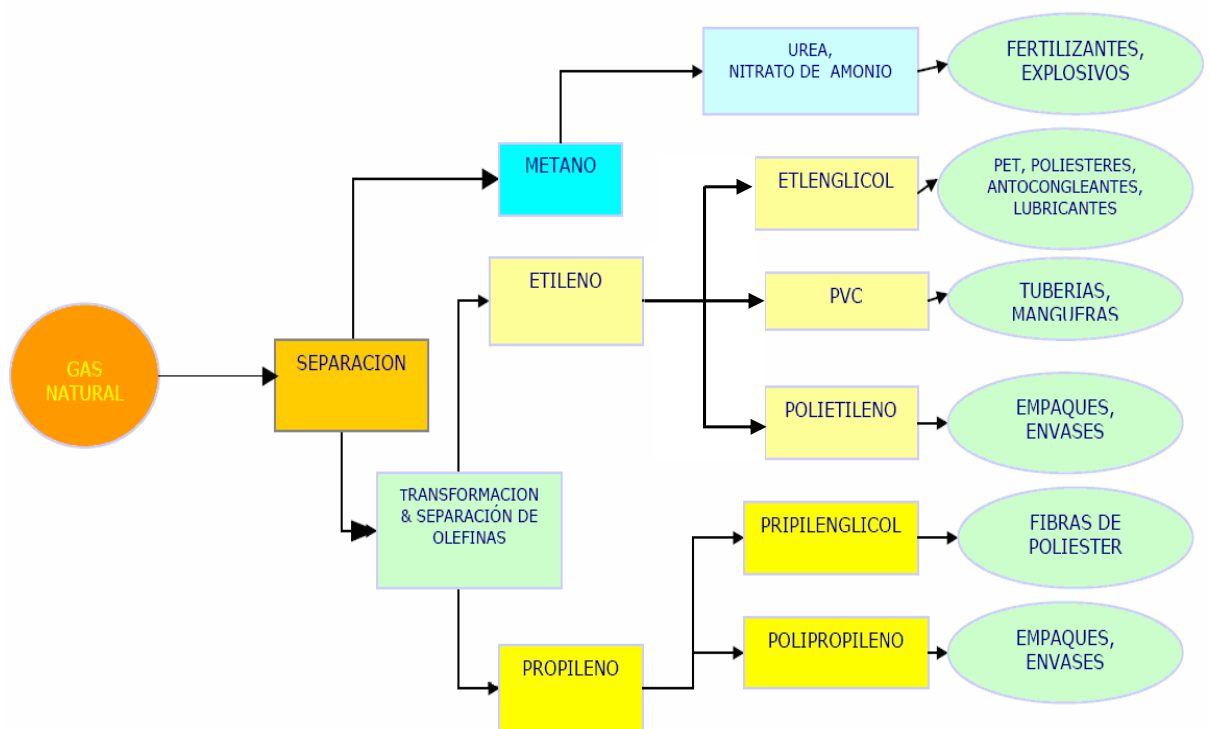 UREA,
NITRATO DE AMONIO
FERTILIZANTES,
EXPLOSIVOS
METANO
ETLENGLICOL
PET, POLIESTERES,
ANTOCONGLEANTES,
LUBRICANTES
ETILENO
PVC
TUBERIAS,
MANGUFRAS
GAS
NATURAL
SEPARACION
POLIETILENO
EMPAQUES,
ENVASES
TRANSFORMACION
& SEPARACIÓN DE
OLEFINAS
PRIPILENGLICOL
FIBRAS DE
POLIESTER
PROPILENO
POLIPROPILENO
EMPAQUES,
ENVASES